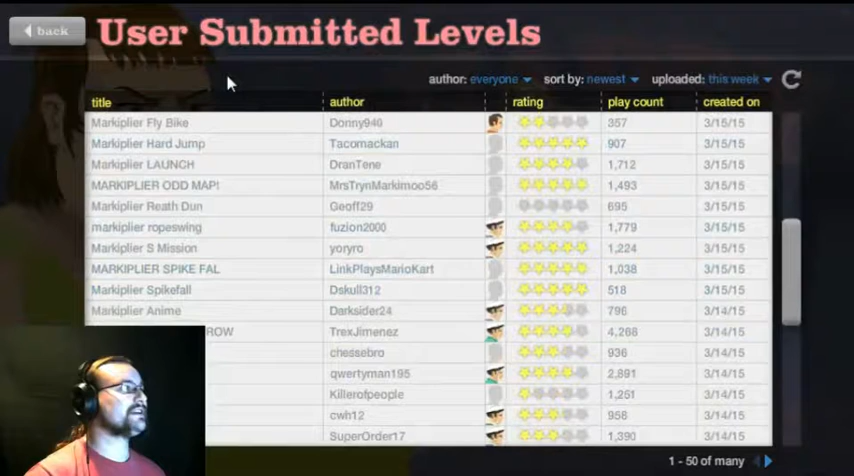 back
User Submitted Levels
author: everyone sort by: newest uploaded: this week
title author rating play count created on
Markiplier Fly Bike Donny940 357 3/15/15
Markiplier Hard Jump Tacomackan 907 3/15/15
Markiplier LAUNCH DranTene 1,712 3/15/15
MARKIPLIER ODD MAP! MrsTrynMarkimoo56 1,493 3/15/15
Markiplier Reath Dun Geoff29 695 3/15/15
markiplier ropeswing fuzion2000 1,779 3/15/15
Markiplier S Mission yoryro 1,224 3/15/15
MARKIPLIER SPIKE FAL LinkPlaysMarioKart 1,038 3/15/15
Markiplier Spikefall Dskull312 518 3/15/15
Markiplier Anime Darksider24 796 3/14/15
ROW TrexJimenez 4,268 3/14/15
chessebro 936 3/14/15
qwertyman195 2,891 3/14/15
Killerofpeople 1,251 3/14/15
cwh12 958 3/14/15
SuperOrder17 1,390 3/14/15
1 - 50 of many